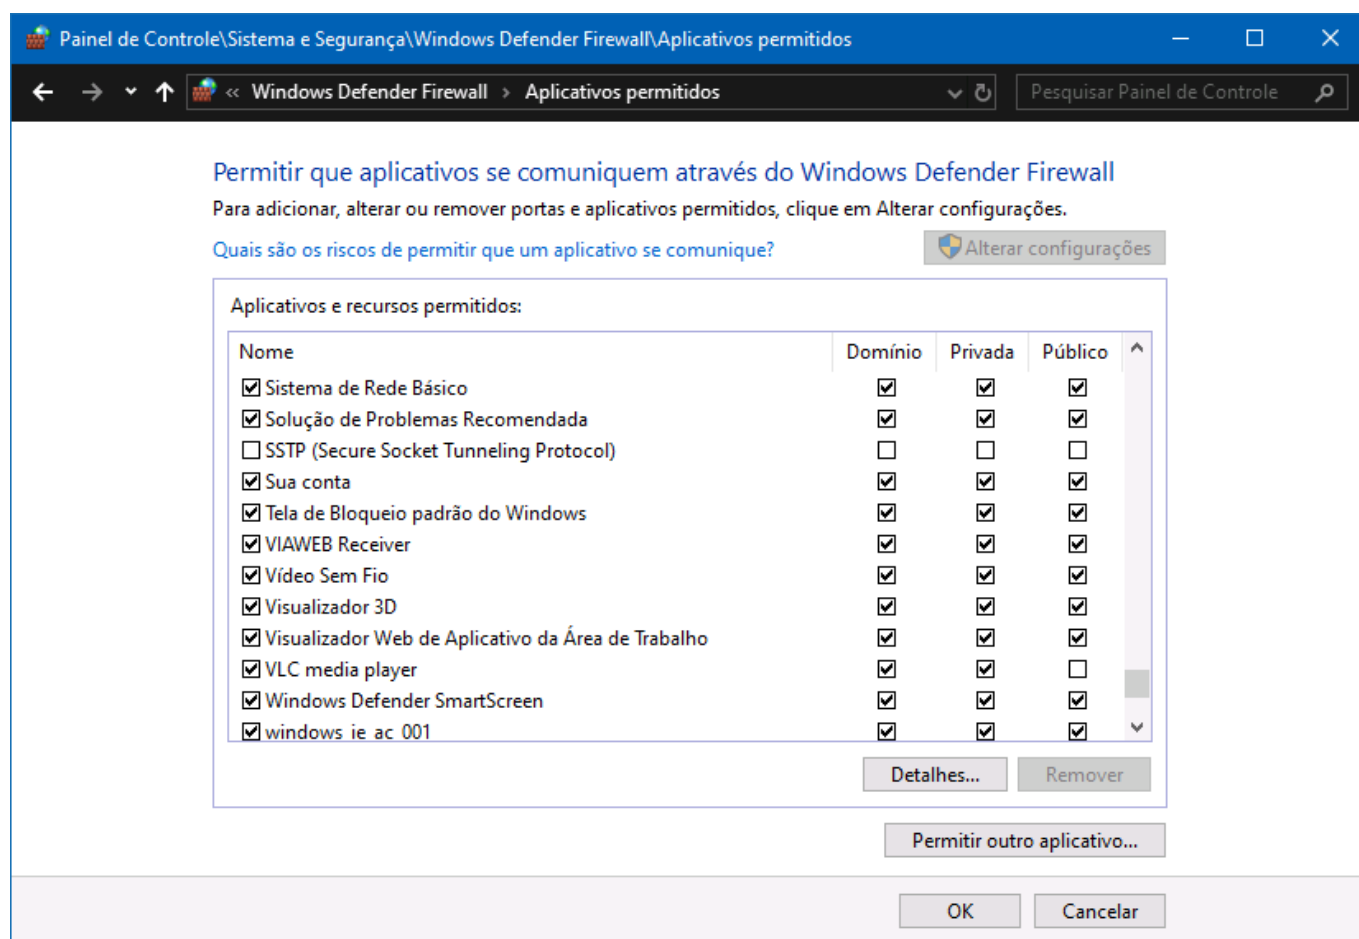 Painel de Controle\Sistema e Segurança\Windows Defender Firewall\Aplicativos permitidos
« Windows Defender Firewall › Aplicativos permitidos
Pesquisar Painel de Controle
Permitir que aplicativos se comuniquem através do Windows Defender Firewall
Para adicionar, alterar ou remover portas e aplicativos permitidos, clique em Alterar configurações.
Quais são os riscos de permitir que um aplicativo se comunique?
Alterar configurações
Aplicativos e recursos permitidos:
Nome Domínio Privada Público
Sistema de Rede Básico
Solução de Problemas Recomendada
SSTP (Secure Socket Tunneling Protocol)
Sua conta
Tela de Bloqueio padrão do Windows
VIAWEB Receiver
Vídeo Sem Fio
Visualizador 3D
Visualizador Web de Aplicativo da Área de Trabalho
VLC media player
Windows Defender SmartScreen
windows_ie_ac_001
Detalhes... Remover
Permitir outro aplicativo...
OK Cancelar